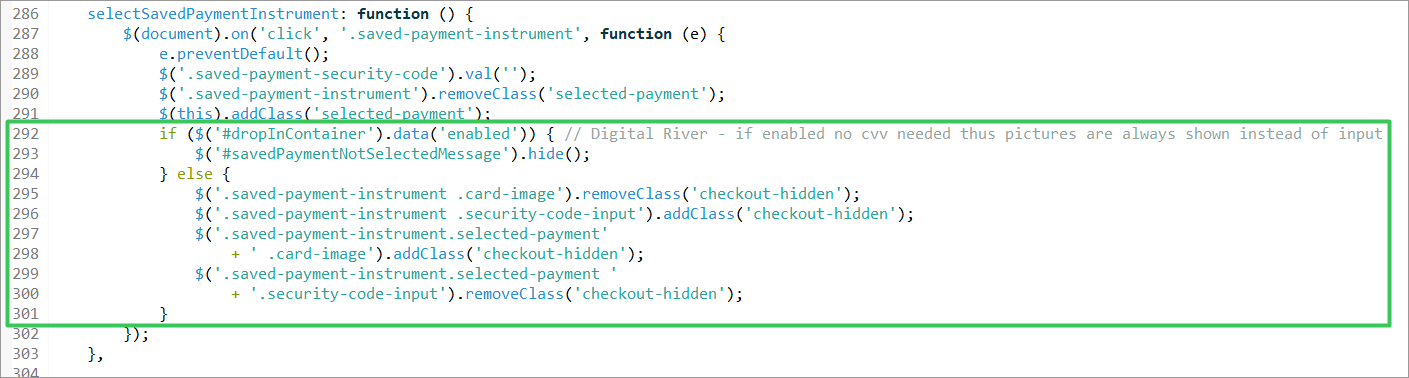 286     selectSavedPaymentInstrument: function () {
287         $(document).on('click', '.saved-payment-instrument', function (e) {
288             e.preventDefault();
289             $('.saved-payment-security-code').val('');
290             $('.saved-payment-instrument').removeClass('selected-payment');
291             $(this).addClass('selected-payment');
292             if ($('#dropInContainer').data('enabled')) { // Digital River - if enabled no cvv needed thus pictures are always shown instead of input
293                 $('#savedPaymentNotSelectedMessage').hide();
294             } else {
295                 $('.saved-payment-instrument .card-image').removeClass('checkout-hidden');
296                 $('.saved-payment-instrument .security-code-input').addClass('checkout-hidden');
297                 $('.saved-payment-instrument.selected-payment'
298                     + ' .card-image').addClass('checkout-hidden');
299                 $('.saved-payment-instrument.selected-payment '
300                     + '.security-code-input').removeClass('checkout-hidden');
301             }
302         });
303     },
304